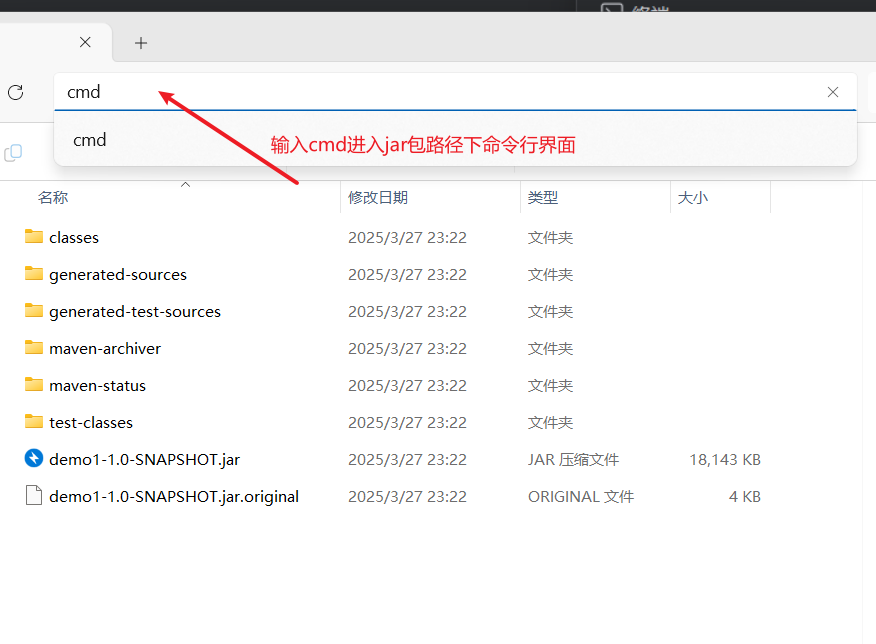 终端
cmd
cmd
输入cmd进入jar包路径下命令行界面
名称 修改日期 类型 大小
classes 2025/3/27 23:22 文件夹
generated-sources 2025/3/27 23:22 文件夹
generated-test-sources 2025/3/27 23:22 文件夹
maven-archiver 2025/3/27 23:22 文件夹
maven-status 2025/3/27 23:22 文件夹
test-classes 2025/3/27 23:22 文件夹
demo1-1.0-SNAPSHOT.jar 2025/3/27 23:22 JAR 压缩文件 18,143 KB
demo1-1.0-SNAPSHOT.jar.original 2025/3/27 23:22 ORIGINAL 文件 4 KB